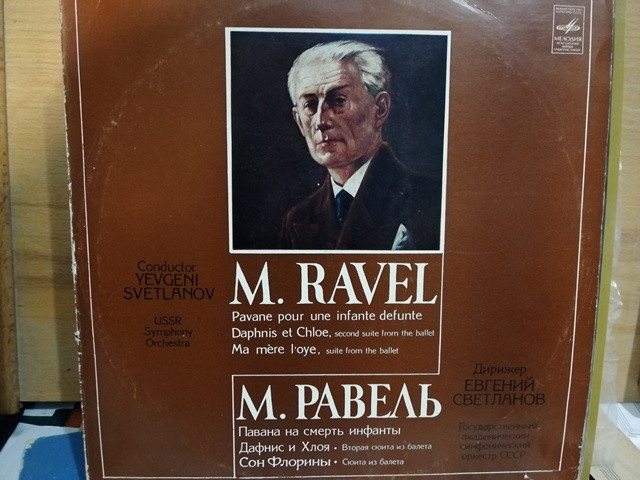 МЕЛОДИЯ
Conductor
YEVGENI
SVETLANOV
USSR
Symphony
Orchestra
M. RAVEL
Pavane pour une infante defunte
Daphnis et Chloe, second suite from the ballet
Ma mère l'oye, suite from the ballet
М. РАВЕЛЬ
Павана на смерть инфанты
Дафнис и Хлоя • Вторая сюита из балета
Сон Флорины • Сюита из балета
Дирижер
ЕВГЕНИЙ
СВЕТЛАНОВ
Государственный
академический
симфонический
оркестр СССР